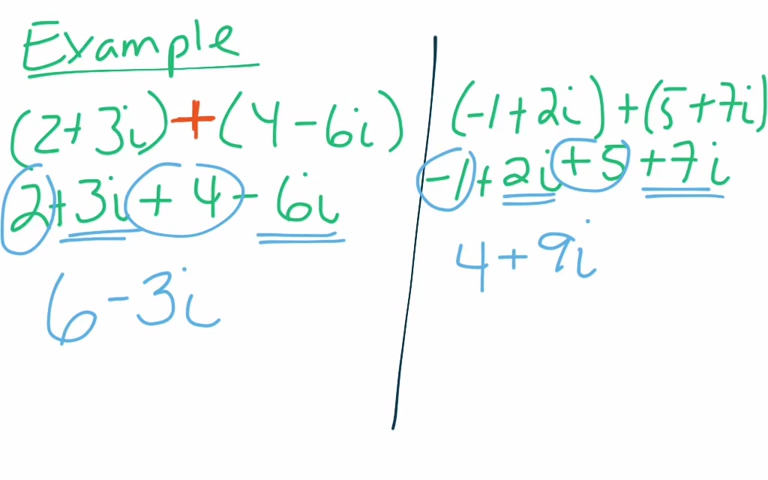 Example
(2+3i)+(4-6i)
2+3i+4-6i
6-3i
(-1+2i)+(5+7i)
-1+2i+5+7i
4+9i